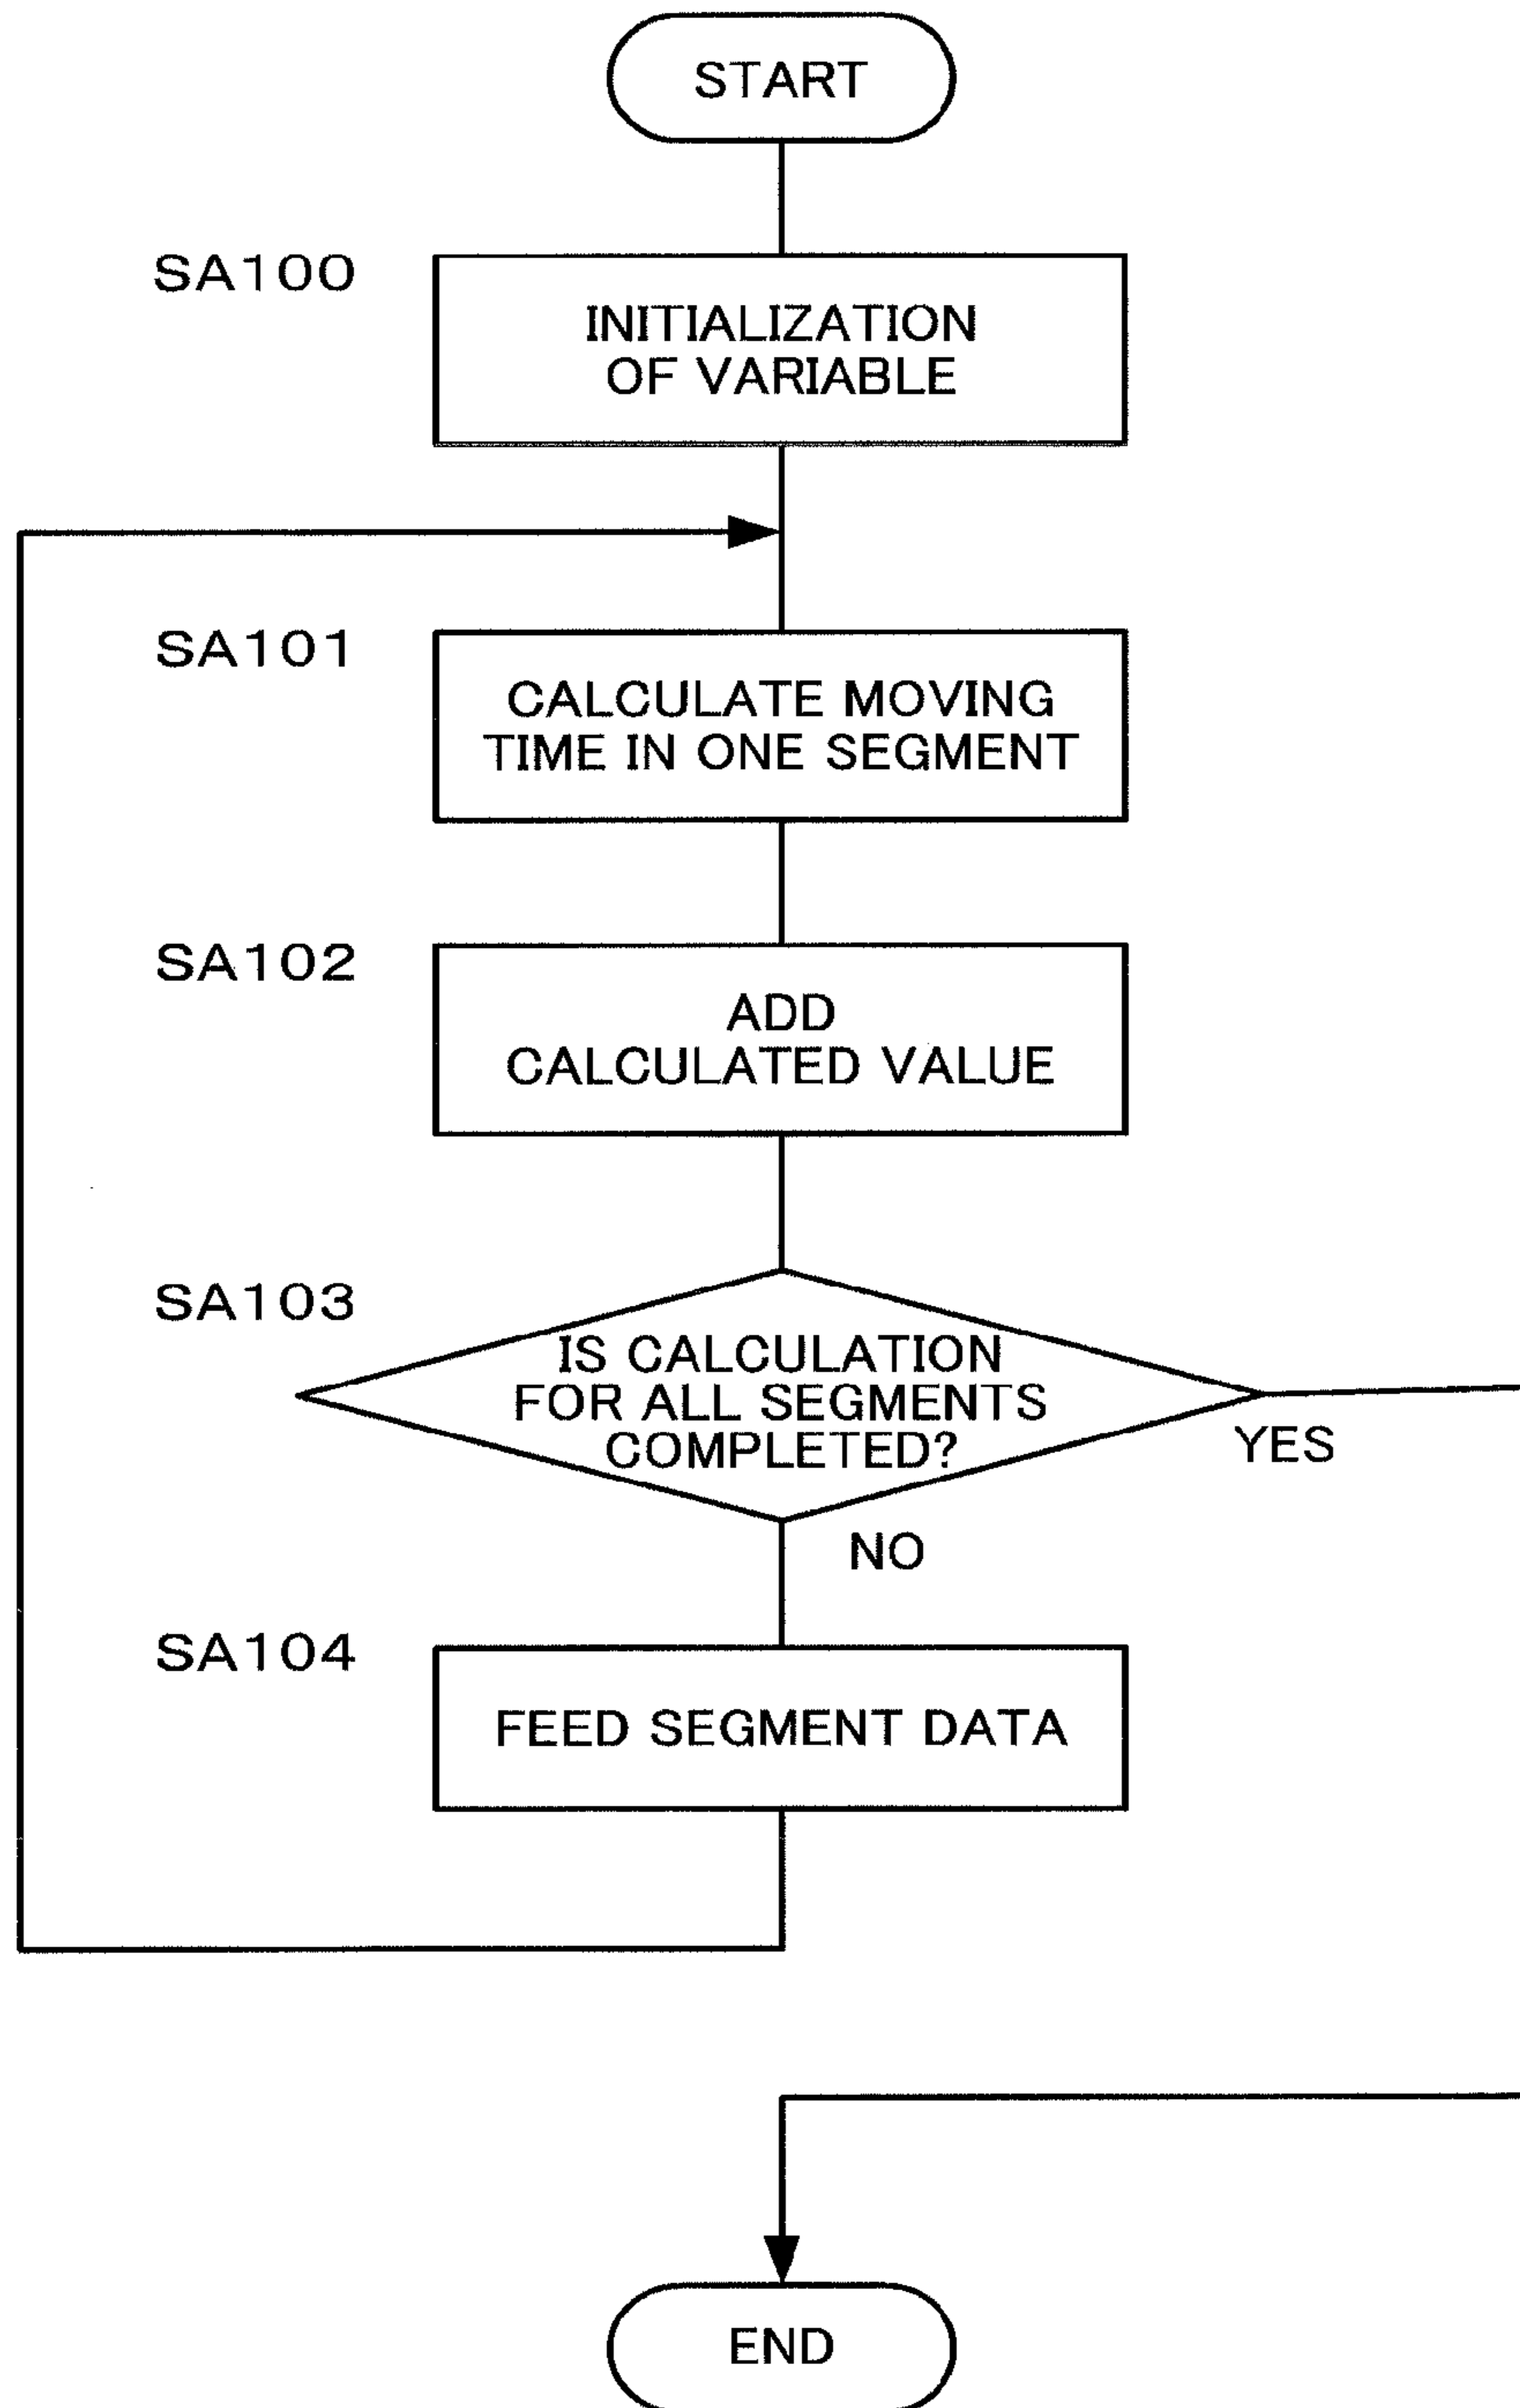 START
SA100
INITIALIZATION
OF VARIABLE
SA101
CALCULATE MOVING
TIME IN ONE SEGMENT
SA102
ADD
CALCULATED VALUE
SA103
IS CALCULATION
FOR ALL SEGMENTS
COMPLETED?
YES
NO
SA104
FEED SEGMENT DATA
END